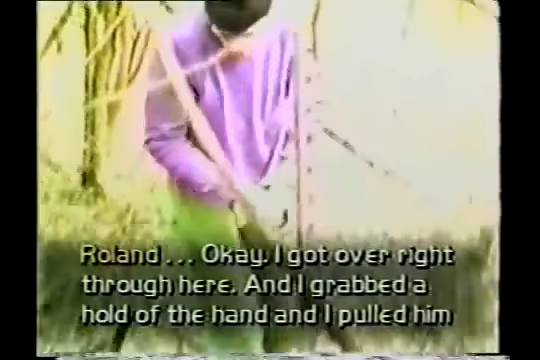 Roland . . . Okay. I got over right
through here. And I grabbed a
hold of the hand and I pulled him